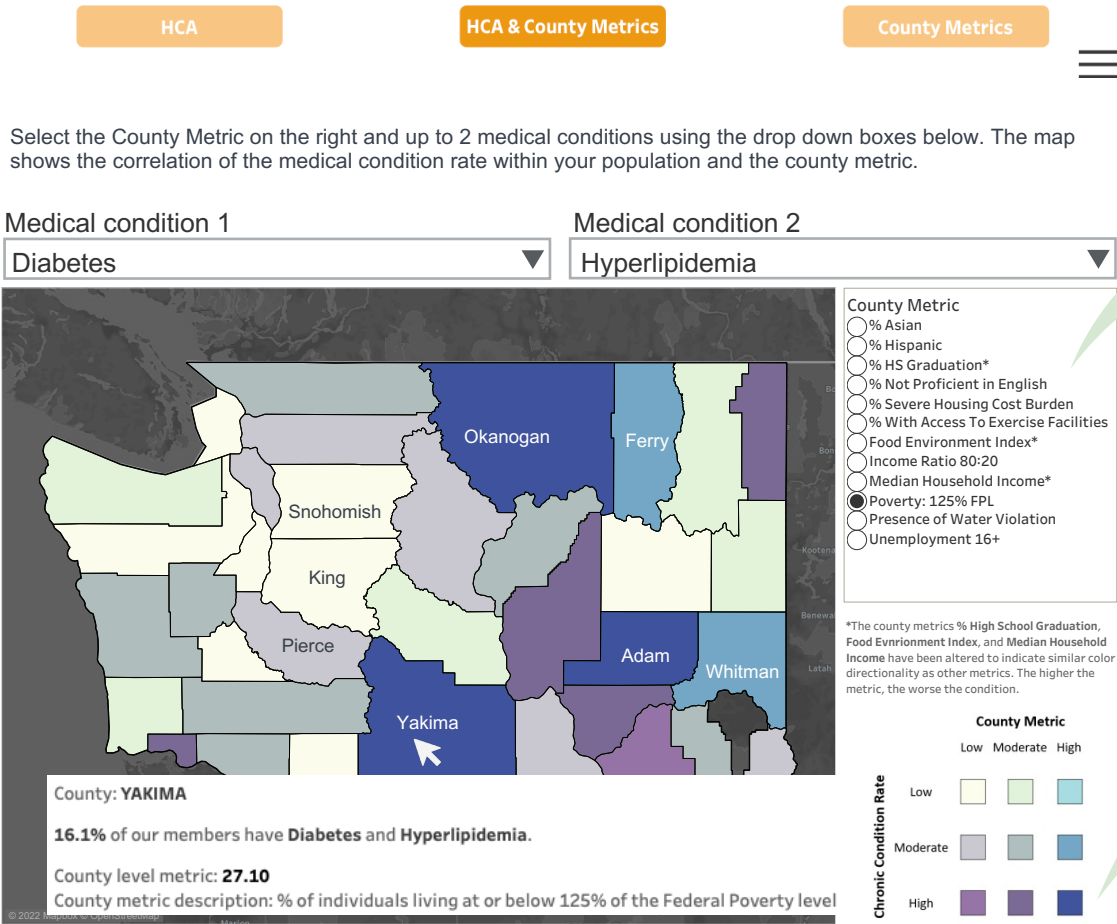 HCA
HCA & County Metrics
County Metrics
Select the County Metric on the right and up to 2 medical conditions using the drop down boxes below. The map
shows the correlation of the medical condition rate within your population and the county metric.
Medical condition 1
Medical condition 2
Diabetes
Hyperlipidemia
County Metric
% Asian
% Hispanic
% HS Graduation*
% Not Proficient in English
% Severe Housing Cost Burden
% With Access To Exercise Facilities
Food Environment Index*
Income Ratio 80:20
Median Household Income*
Poverty: 125% FPL
Presence of Water Violation
Unemployment 16+
Okanogan
Ferry
Snohomish
King
Pierce
Adam
Whitman
Yakima
Kootena
Benewa
Latah
*The county metrics % High School Graduation,
Food Envrionment Index, and Median Household
Income have been altered to indicate similar color
directionality as other metrics. The higher the
metric, the worse the condition.
County Metric
Low Moderate High
Chronic Condition Rate
Low
Moderate
High
County: YAKIMA
16.1% of our members have Diabetes and Hyperlipidemia.
County level metric: 27.10
County metric description: % of individuals living at or below 125% of the Federal Poverty level
© 2022 Mapbox © OpenStreetMap